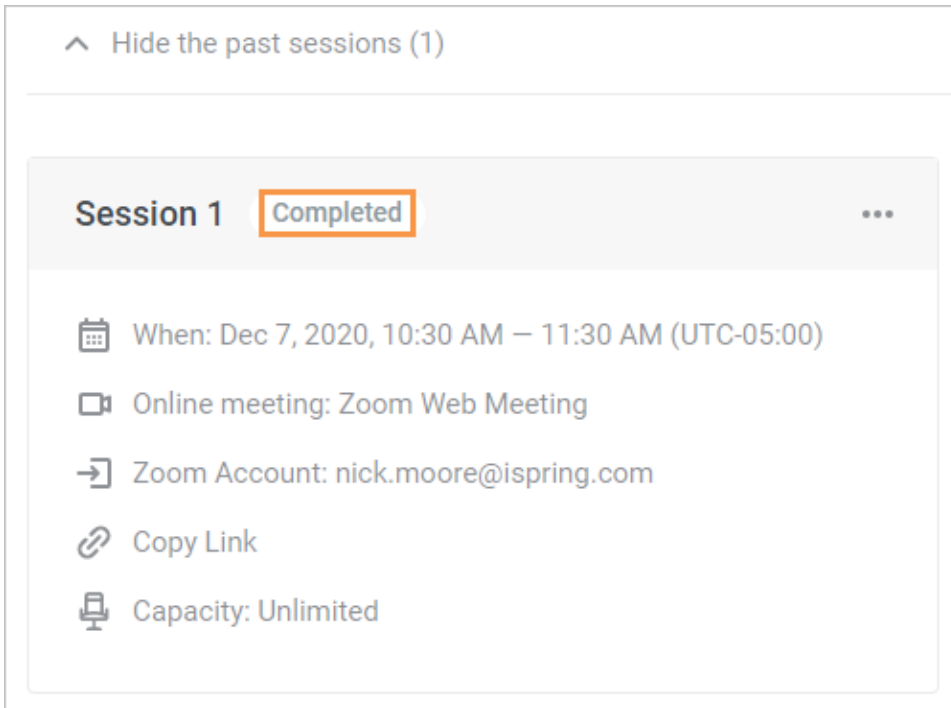 Hide the past sessions (1)
Session 1 Completed
When: Dec 7, 2020, 10:30 AM — 11:30 AM (UTC-05:00)
Online meeting: Zoom Web Meeting
Zoom Account: nick.moore@ispring.com
Copy Link
Capacity: Unlimited